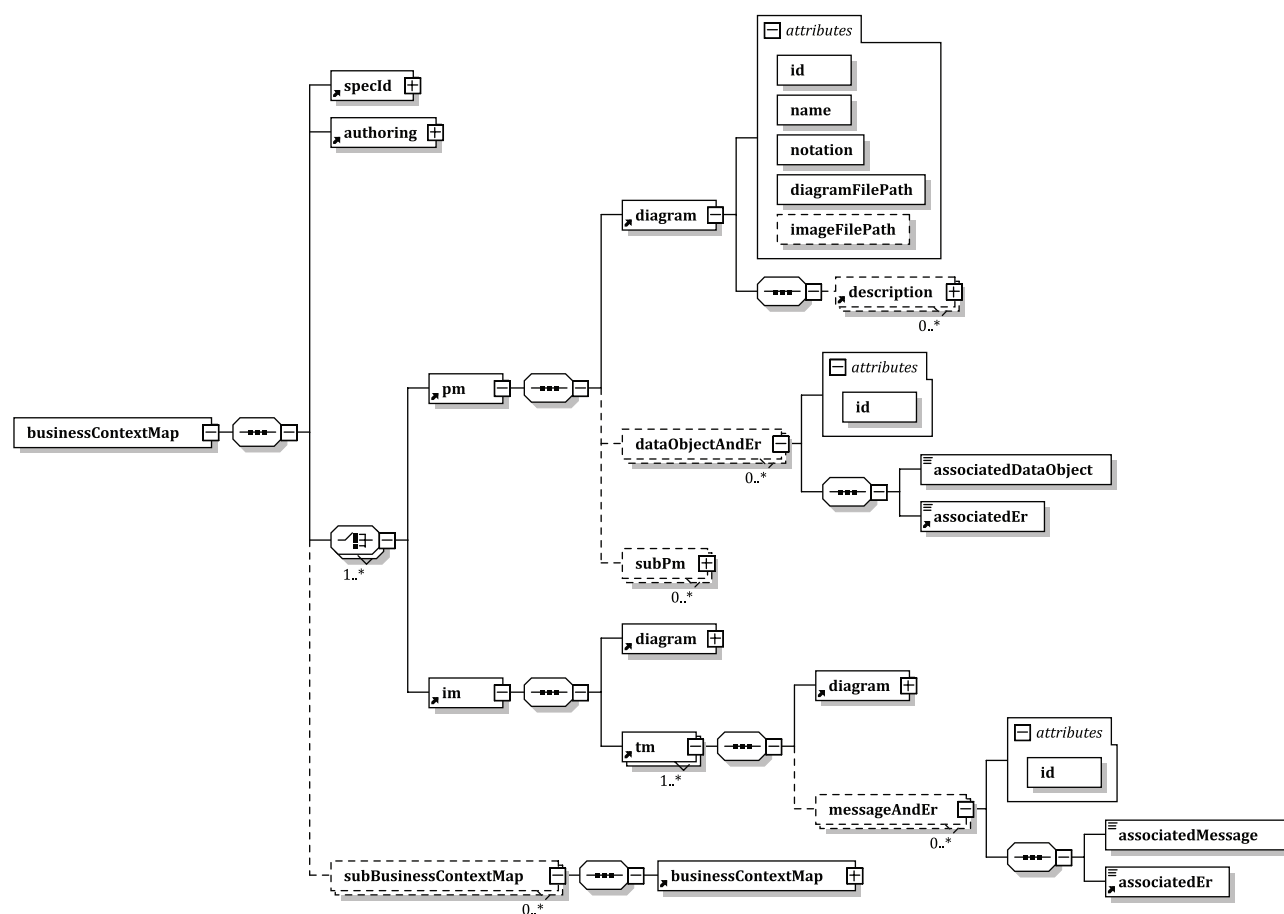 attributes
id
name
notation
diagramFilePath
imageFilePath
specId
authoring
diagram
description
0..*
attributes
id
pm
businessContextMap
dataObjectAndEr
0..*
associatedDataObject
associatedEr
1..*
subPm
0..*
diagram
im
diagram
tm
1..*
attributes
id
messageAndEr
0..*
associatedMessage
associatedEr
subBusinessContextMap
0..*
businessContextMap